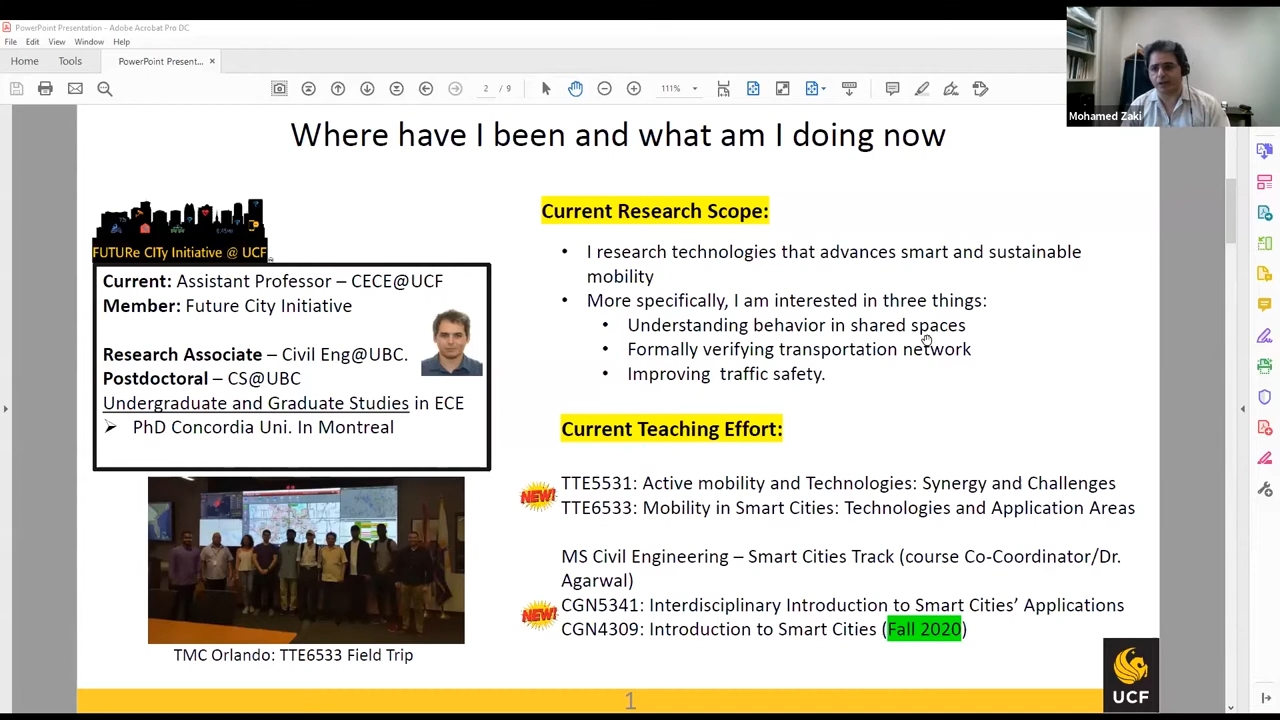 PowerPoint Presentation - Adobe Acrobat Pro DC
File Edit View Window Help
Home Tools PowerPoint Present... ×
2 / 9 111%
Mohamed Zaki
Where have I been and what am I doing now
FUTURe CITy Initiative @ UCF
Current: Assistant Professor – CECE@UCF
Member: Future City Initiative
Research Associate – Civil Eng@UBC.
Postdoctoral – CS@UBC
Undergraduate and Graduate Studies in ECE
PhD Concordia Uni. In Montreal
TMC Orlando: TTE6533 Field Trip
Current Research Scope:
• I research technologies that advances smart and sustainable
mobility
• More specifically, I am interested in three things:
• Understanding behavior in shared spaces
• Formally verifying transportation network
• Improving traffic safety.
Current Teaching Effort:
NEW! TTE5531: Active mobility and Technologies: Synergy and Challenges
TTE6533: Mobility in Smart Cities: Technologies and Application Areas
MS Civil Engineering – Smart Cities Track (course Co-Coordinator/Dr.
Agarwal)
NEW! CGN5341: Interdisciplinary Introduction to Smart Cities’ Applications
CGN4309: Introduction to Smart Cities (Fall 2020)
UCF
1